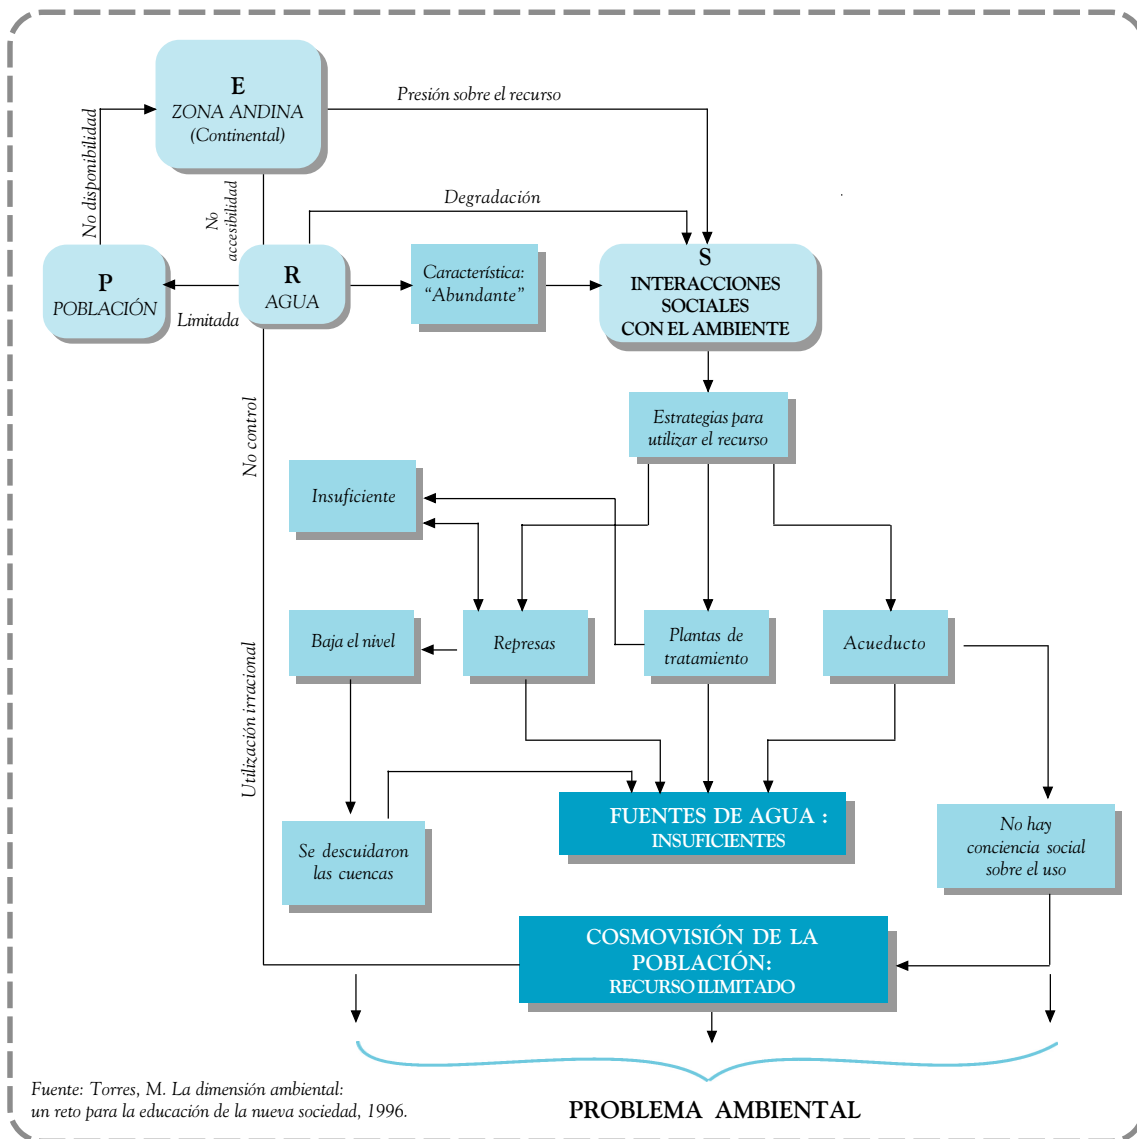 E
ZONA ANDINA
(Continental)
Presión sobre el recurso
No disponibilidad
No
accesibilidad
Degradación
P
POBLACIÓN
Limitada
R
AGUA
Característica:
“Abundante”
S
INTERACCIONES
SOCIALES
CON EL AMBIENTE
Estrategias para
utilizar el recurso
No control
Insuficiente
Utilización irracional
Baja el nivel
Represas
Plantas de
tratamiento
Acueducto
Se descuidaron
las cuencas
FUENTES DE AGUA :
INSUFICIENTES
No hay
conciencia social
sobre el uso
COSMOVISIÓN DE LA
POBLACIÓN:
RECURSO ILIMITADO
Fuente: Torres, M. La dimensión ambiental:
un reto para la educación de la nueva sociedad, 1996.
PROBLEMA AMBIENTAL